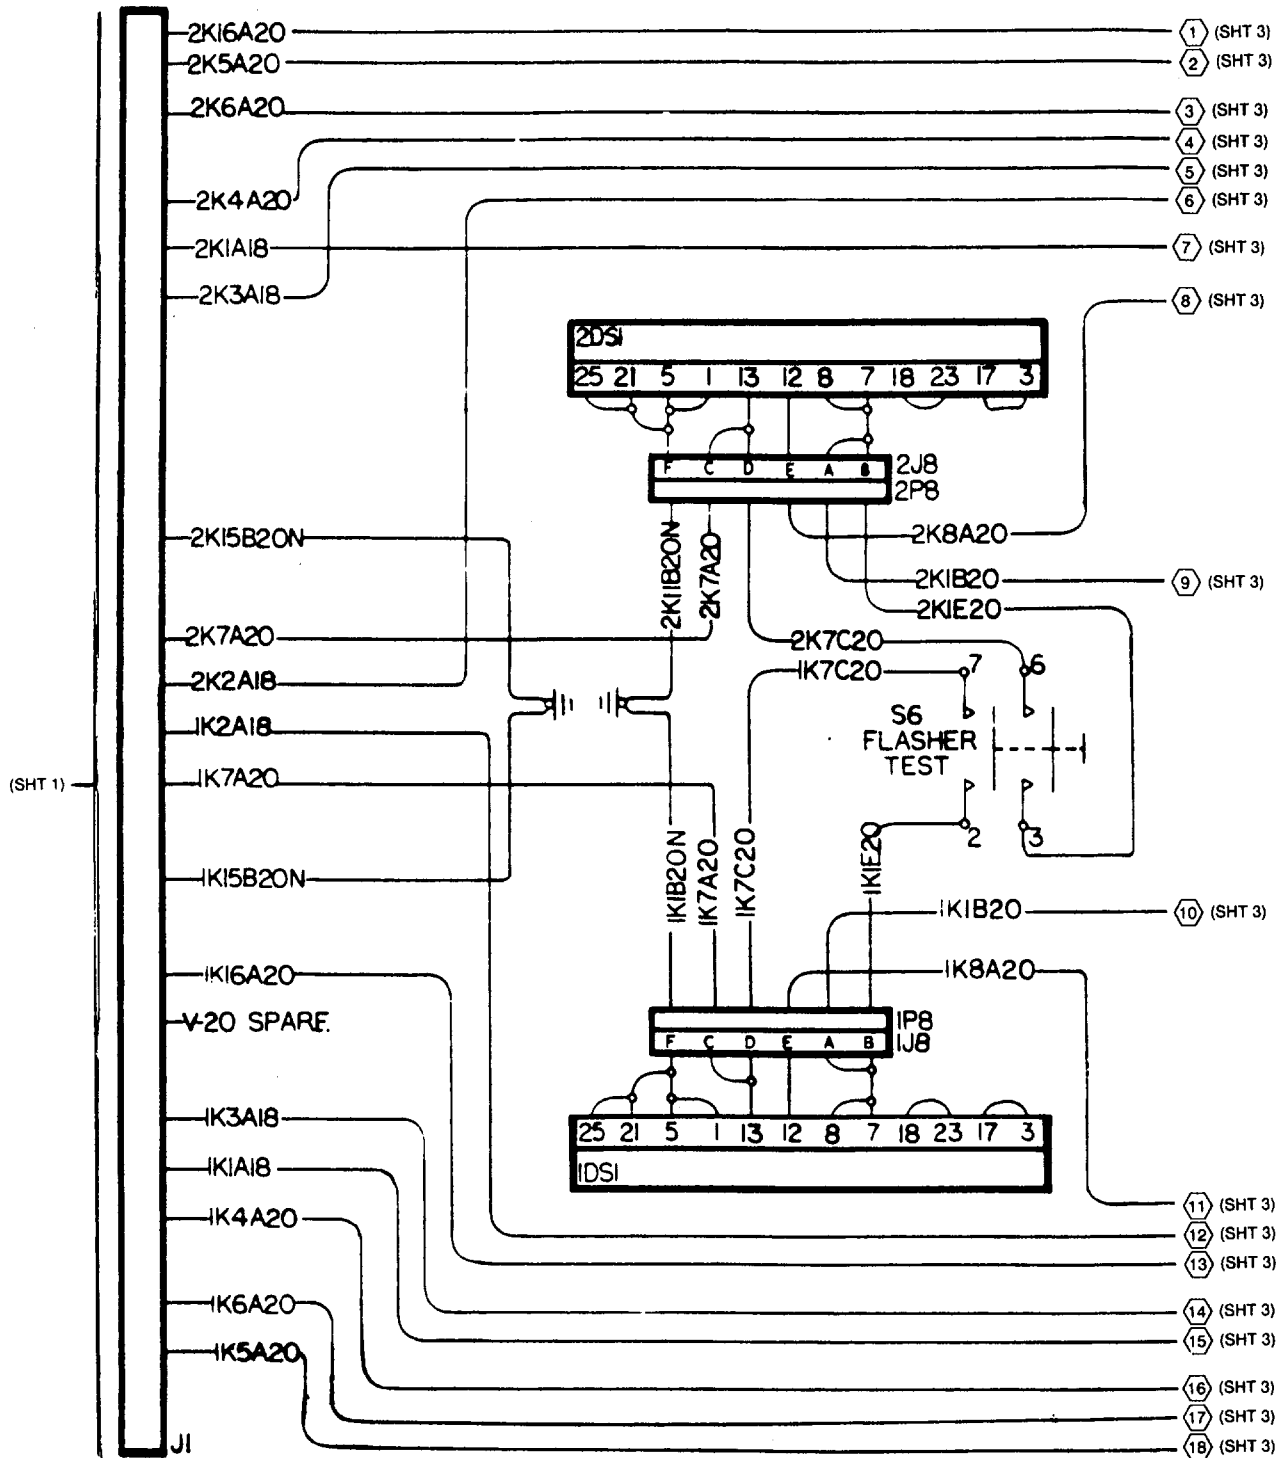 2K16A20 1 (SHT 3)
2K5A20 2 (SHT 3)
2K6A20 3 (SHT 3)
4 (SHT 3)
5 (SHT 3)
2K4A20 6 (SHT 3)
2K1A18 7 (SHT 3)
2K3A18 8 (SHT 3)
2DS1
25 21 5 1 13 12 8 7 18 23 17 3
F C D E A B 2J8
2P8
2K15B20N 2K8A20
2K11B20N
2K7A20
2K1B20 9 (SHT 3)
2K1E20
2K7A20 2K7C20
1K7C20 7 6
2K2A18
1K2A18
S6
FLASHER
TEST
(SHT 1) 1K7A20
2 3
1K1B20N
1K7A20
1K7C20
1K1E20
1K15B20N
1K1B20 10 (SHT 3)
1K16A20 1K8A20
V-20 SPARE.
1P8
F C D E A B 1J8
1K3A18
25 21 5 1 13 12 8 7 18 23 17 3
1K1A18 1DS1
11 (SHT 3)
1K4A20
12 (SHT 3)
13 (SHT 3)
1K6A20 14 (SHT 3)
15 (SHT 3)
1K5A20
16 (SHT 3)
17 (SHT 3)
J1 18 (SHT 3)